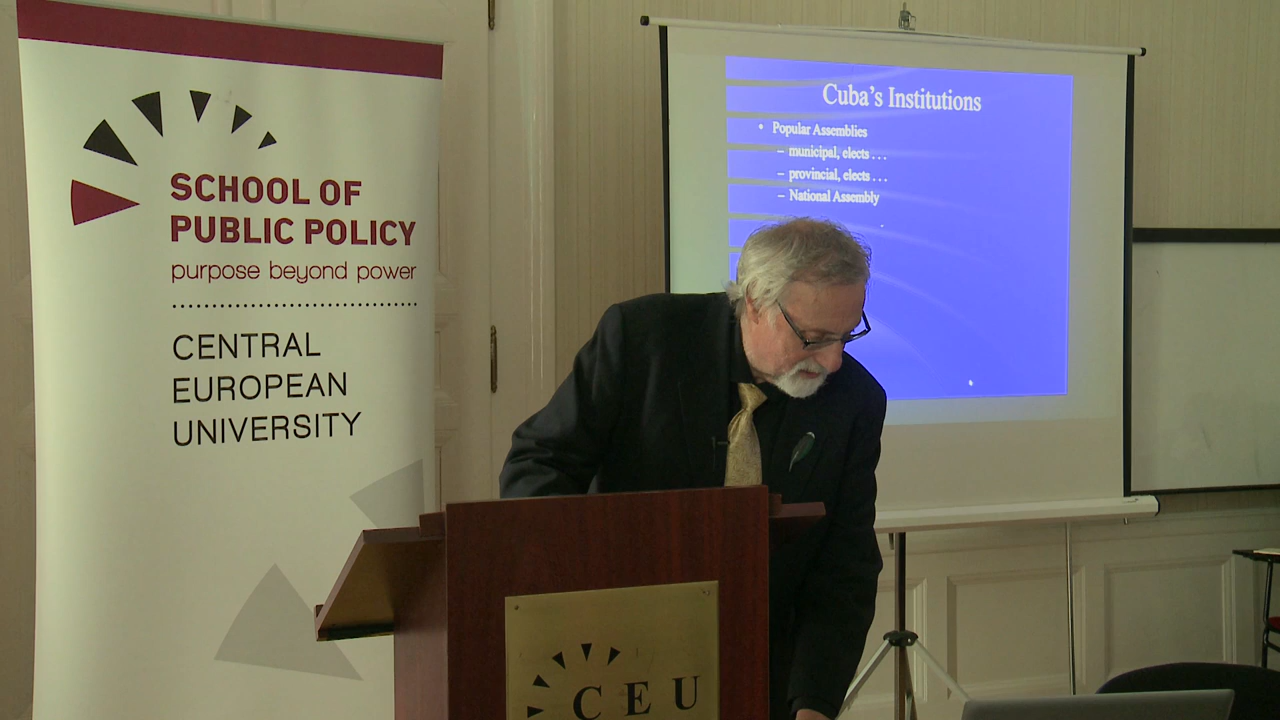 SCHOOL OF
PUBLIC POLICY
purpose beyond power
CENTRAL
EUROPEAN
UNIVERSITY
Cuba's Institutions
• Popular Assemblies
– municipal, elects . . .
– provincial, elects . . .
– National Assembly
CEU